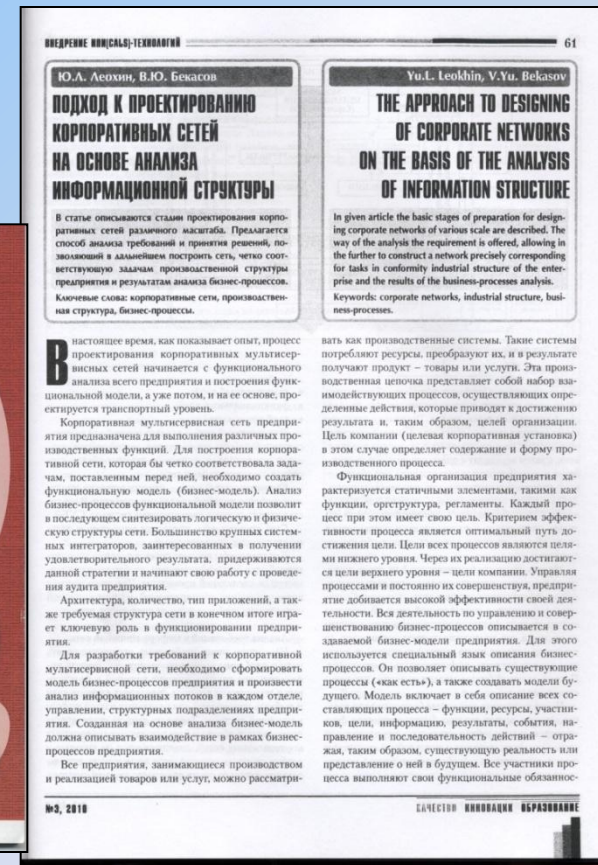 ВНЕДРЕНИЕ ИПИ(CALS)-ТЕХНОЛОГИЙ
61
Ю.Л. Леохин, В.Ю. Бекасов
ПОДХОД К ПРОЕКТИРОВАНИЮ
КОРПОРАТИВНЫХ СЕТЕЙ
НА ОСНОВЕ АНАЛИЗА
ИНФОРМАЦИОННОЙ СТРУКТУРЫ
В статье описываются стадии проектирования корпо-
ративных сетей различного масштаба. Предлагается
способ анализа требований и принятия решений, по-
зволяющий в дальнейшем построить сеть, четко соот-
ветствующую задачам производственной структуры
предприятия и результатам анализа бизнес-процессов.
Ключевые слова: корпоративные сети, производствен-
ная структура, бизнес-процессы.
Yu.L. Leokhin, V.Yu. Bekasov
THE APPROACH TO DESIGNING
OF CORPORATE NETWORKS
ON THE BASIS OF THE ANALYSIS
OF INFORMATION STRUCTURE
In given article the basic stages of preparation for design-
ing corporate networks of various scale are described. The
way of the analysis the requirement is offered, allowing in
the further to construct a network precisely corresponding
for tasks in conformity industrial structure of the enter-
prise and the results of the business-processes analysis.
Keywords: corporate networks, industrial structure, busi-
ness-processes.
В настоящее время, как показывает опыт, процесс
проектирования корпоративных мультисер-
висных сетей начинается с функционального
анализа всего предприятия и построения функ-
циональной модели, а уже потом, и на ее основе, про-
ектируется транспортный уровень.
Корпоративная мультисервисная сеть предпри-
ятия предназначена для выполнения различных про-
изводственных функций. Для построения корпора-
тивной сети, которая бы четко соответствовала зада-
чам, поставленным перед ней, необходимо создать
функциональную модель (бизнес-модель). Анализ
бизнес-процессов функциональной модели позволит
в последующем синтезировать логическую и физиче-
скую структуры сети. Большинство крупных систем-
ных интеграторов, заинтересованных в получении
удовлетворительного результата, придерживаются
данной стратегии и начинают свою работу с проведе-
ния аудита предприятия.
Архитектура, количество, тип приложений, а так-
же требуемая структура сети в конечном итоге игра-
ет ключевую роль в функционировании предпри-
ятия.
Для разработки требований к корпоративной
мультисервисной сети, необходимо сформировать
модель бизнес-процессов предприятия и произвести
анализ информационных потоков в каждом отделе,
управлении, структурных подразделениях предпри-
ятия. Созданная на основе анализа бизнес-модель
должна описывать взаимодействие в рамках бизнес-
процессов предприятия.
Все предприятия, занимающиеся производством
и реализацией товаров или услуг, можно рассматри-
вать как производственные системы. Такие системы
потребляют ресурсы, преобразуют их, и в результате
получают продукт – товары или услуги. Эта произ-
водственная цепочка представляет собой набор вза-
имодействующих процессов, осуществляющих опре-
деленные действия, которые приводят к достижению
результата и, таким образом, целей организации.
Цель компании (целевая корпоративная установка)
в этом случае определяет содержание и форму про-
изводственного процесса.
Функциональная организация предприятия ха-
рактеризуется статичными элементами, такими как
функции, оргструктура, регламенты. Каждый про-
цесс при этом имеет свою цель. Критерием эффек-
тивности процесса является оптимальный путь до-
стижения цели. Цели всех процессов являются целя-
ми нижнего уровня. Через их реализацию достигают-
ся цели верхнего уровня – цели компании. Управляя
процессами и постоянно их совершенствуя, предпри-
ятие добивается высокой эффективности своей дея-
тельности. Вся деятельность по управлению и совер-
шенствованию бизнес-процессов описывается в со-
здаваемой бизнес-модели предприятия. Для этого
используется специальный язык описания бизнес-
процессов. Он позволяет описывать существующие
процессы («как есть»), а также создавать модели бу-
дущего. Модель включает в себя описание всех со-
ставляющих процесса – функции, ресурсы, участни-
ков, цели, информацию, результаты, события, на-
правление и последовательность действий – отра-
жая, таким образом, существующую реальность или
представление о ней в будущем. Все участники про-
цесса выполняют свои функциональные обязаннос-
№3, 2010
КАЧЕСТВО ИННОВАЦИИ ОБРАЗОВАНИЕ